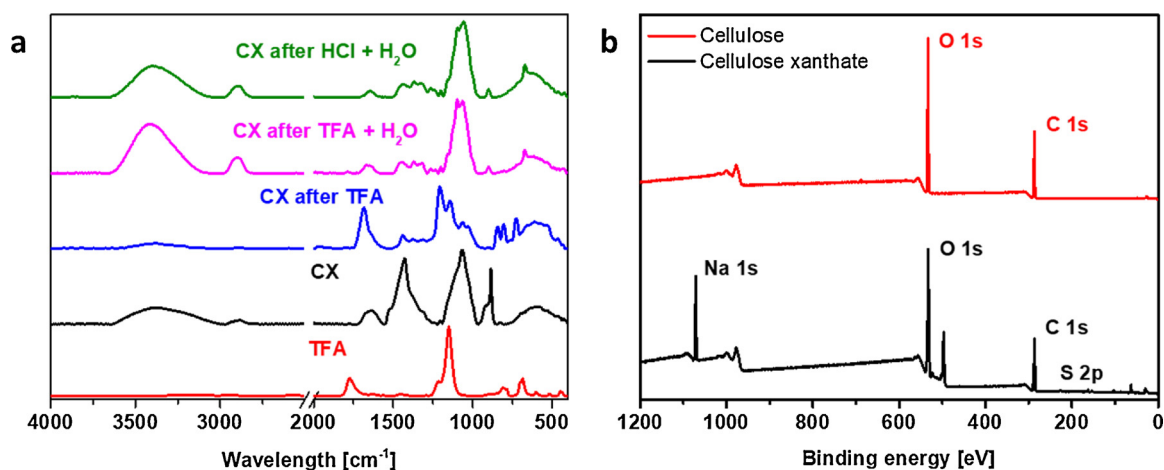 a
CX after HCl + H2O
CX after TFA + H2O
CX after TFA
CX
TFA
4000 3500 3000 2500 2000 1500 1000 500
Wavelength [cm-1]
b
Cellulose
Cellulose xanthate
O 1s
C 1s
Na 1s
O 1s
C 1s
S 2p
1200 1000 800 600 400 200 0
Binding energy [eV]